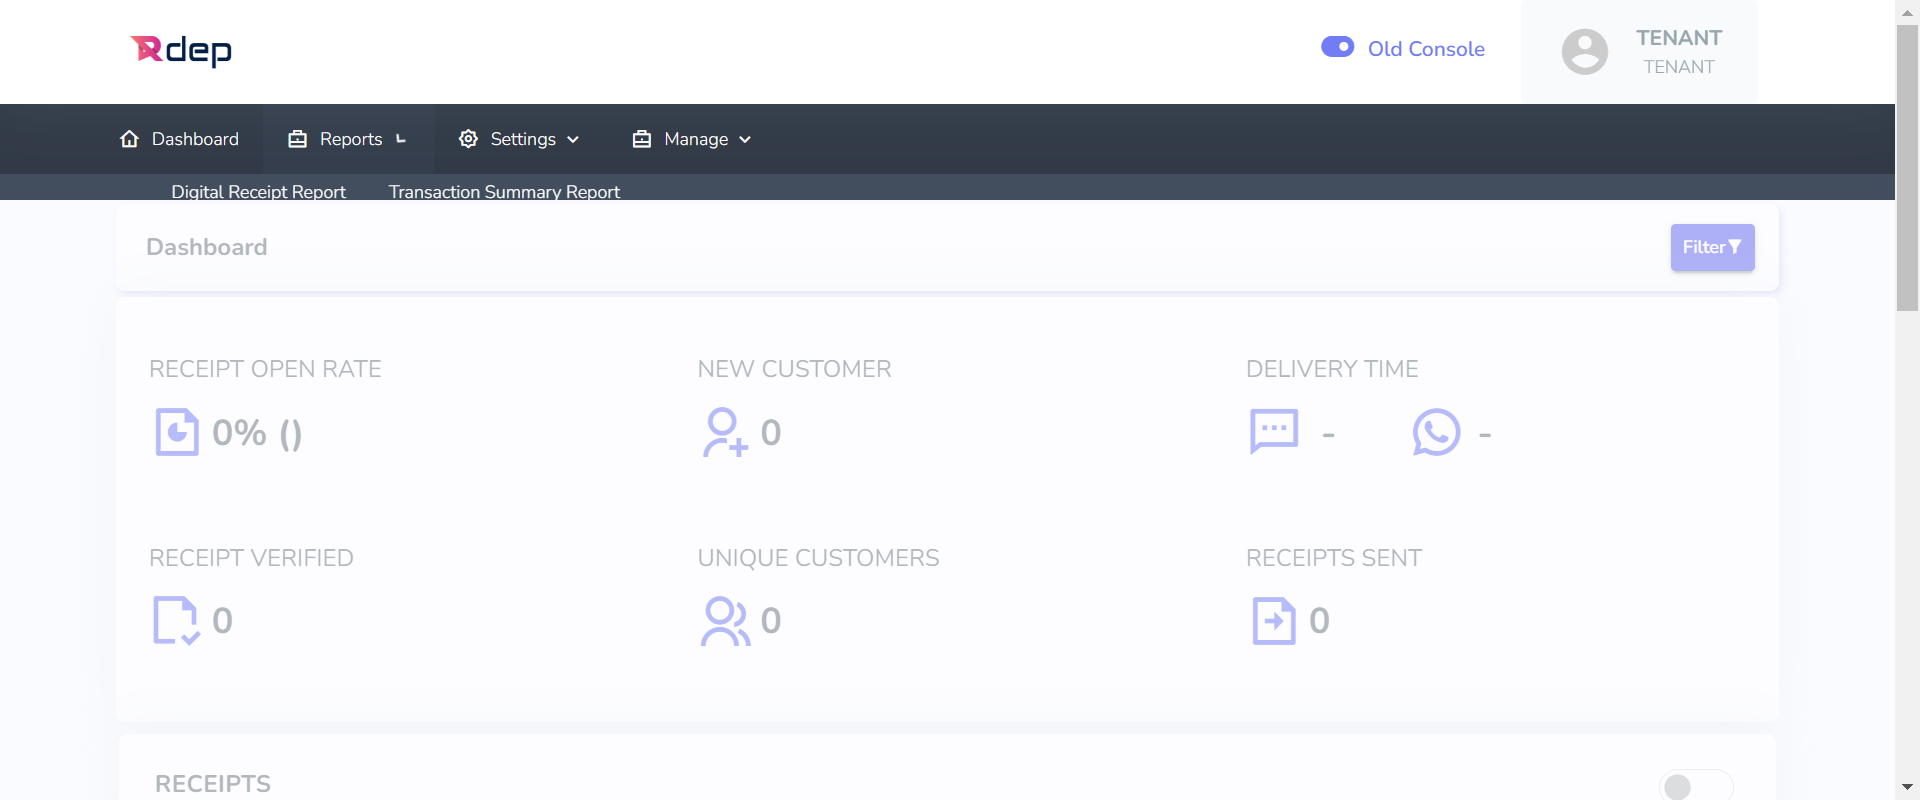 Rdep
Old Console
TENANT
TENANT
Dashboard
Reports
Settings
Manage
Digital Receipt Report
Transaction Summary Report
Dashboard
Filter
RECEIPT OPEN RATE
NEW CUSTOMER
DELIVERY TIME
0% ()
0
-
-
RECEIPT VERIFIED
UNIQUE CUSTOMERS
RECEIPTS SENT
0
0
0
RECEIPTS